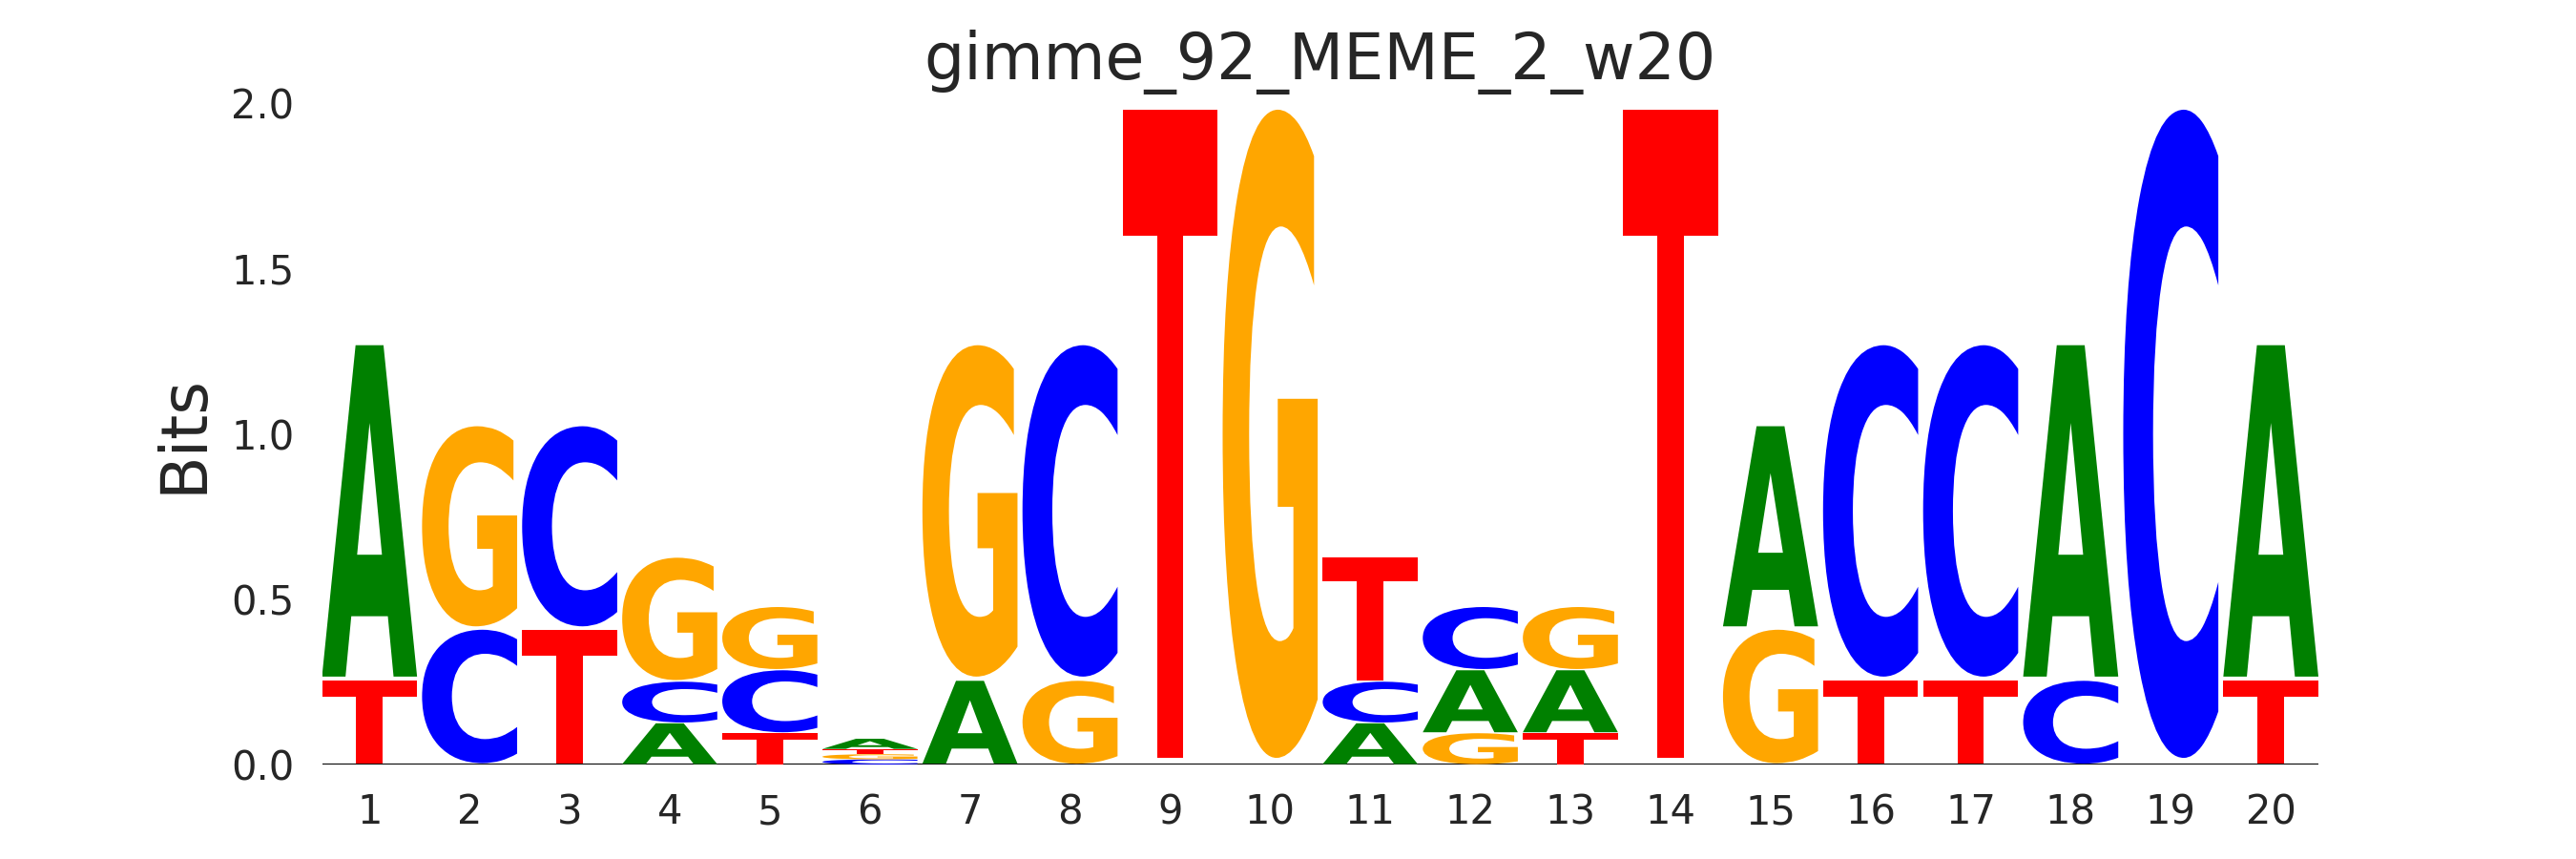 gimme_92_MEME_2_w20
2.0
1.5
1.0
0.5
0.0
Bits
A G C G G A G C T G T C G T A C C A C A
T C T C C T A G C A A G T T C T
A T G A G T
C
1 2 3 4 5 6 7 8 9 10 11 12 13 14 15 16 17 18 19 20